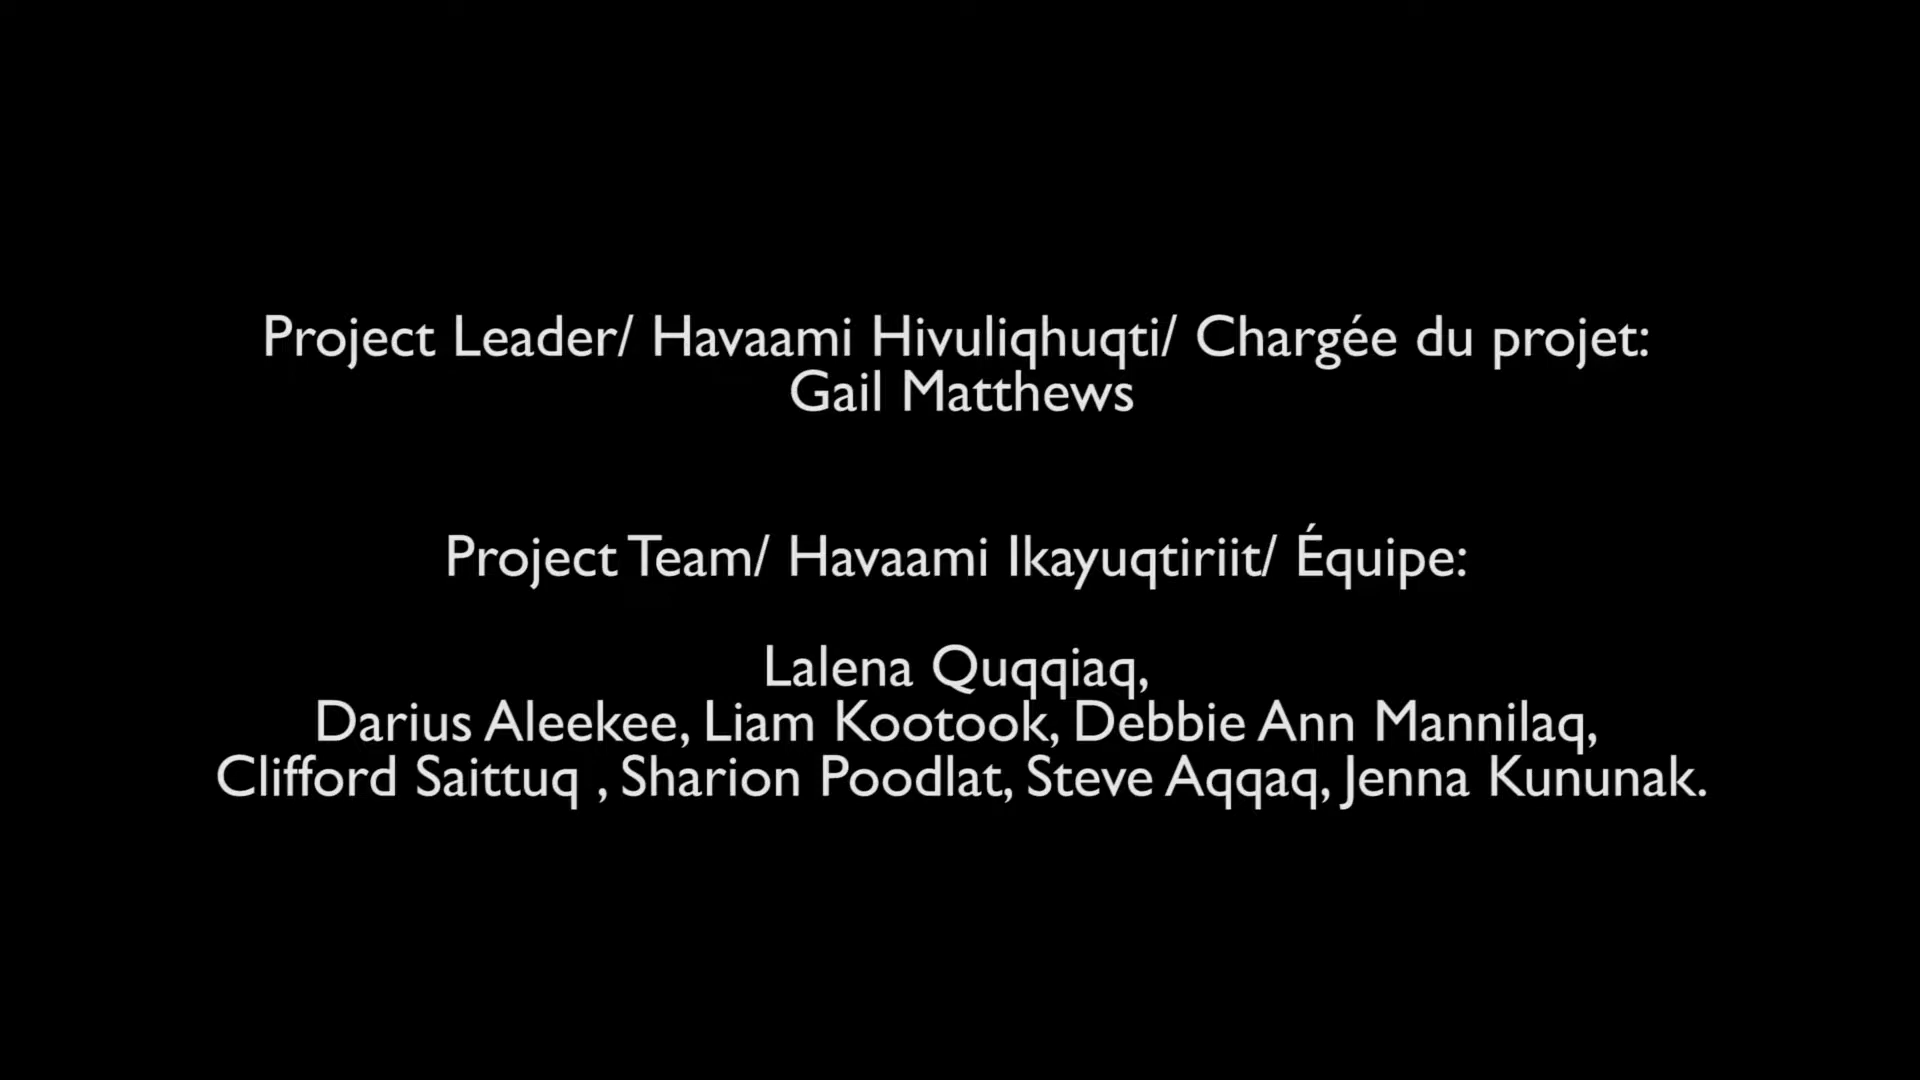 Project Leader/ Havaami Hivuliqhuqti/ Chargée du projet:
Gail Matthews
Project Team/ Havaami Ikayuqtiriit/ Équipe:
Lalena Quqqiaq,
Darius Aleekee, Liam Kootook, Debbie Ann Mannilaq,
Clifford Saittuq , Sharion Poodlat, Steve Aqqaq, Jenna Kununak.